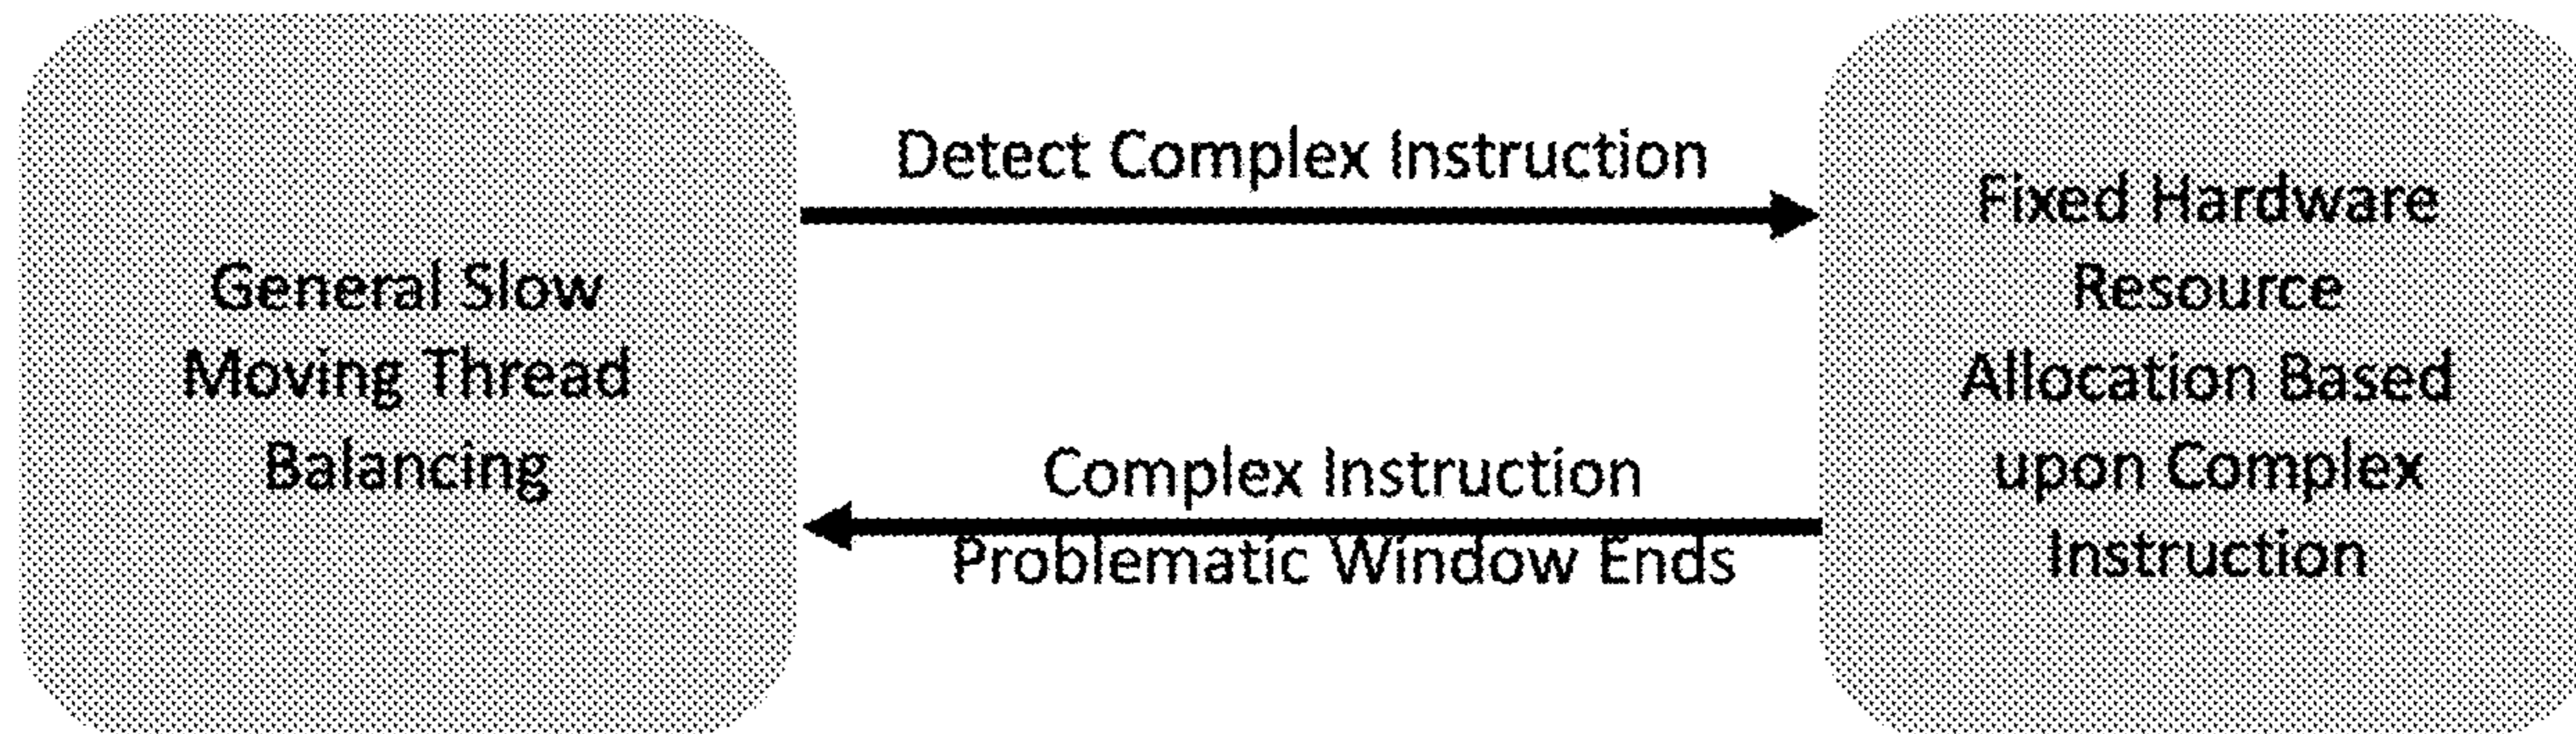 General Slow
Moving Thread
Balancing
Detect Complex Instruction
Complex Instruction
Problematic Window Ends
Fixed Hardware
Resource
Allocation Based
upon Complex
Instruction